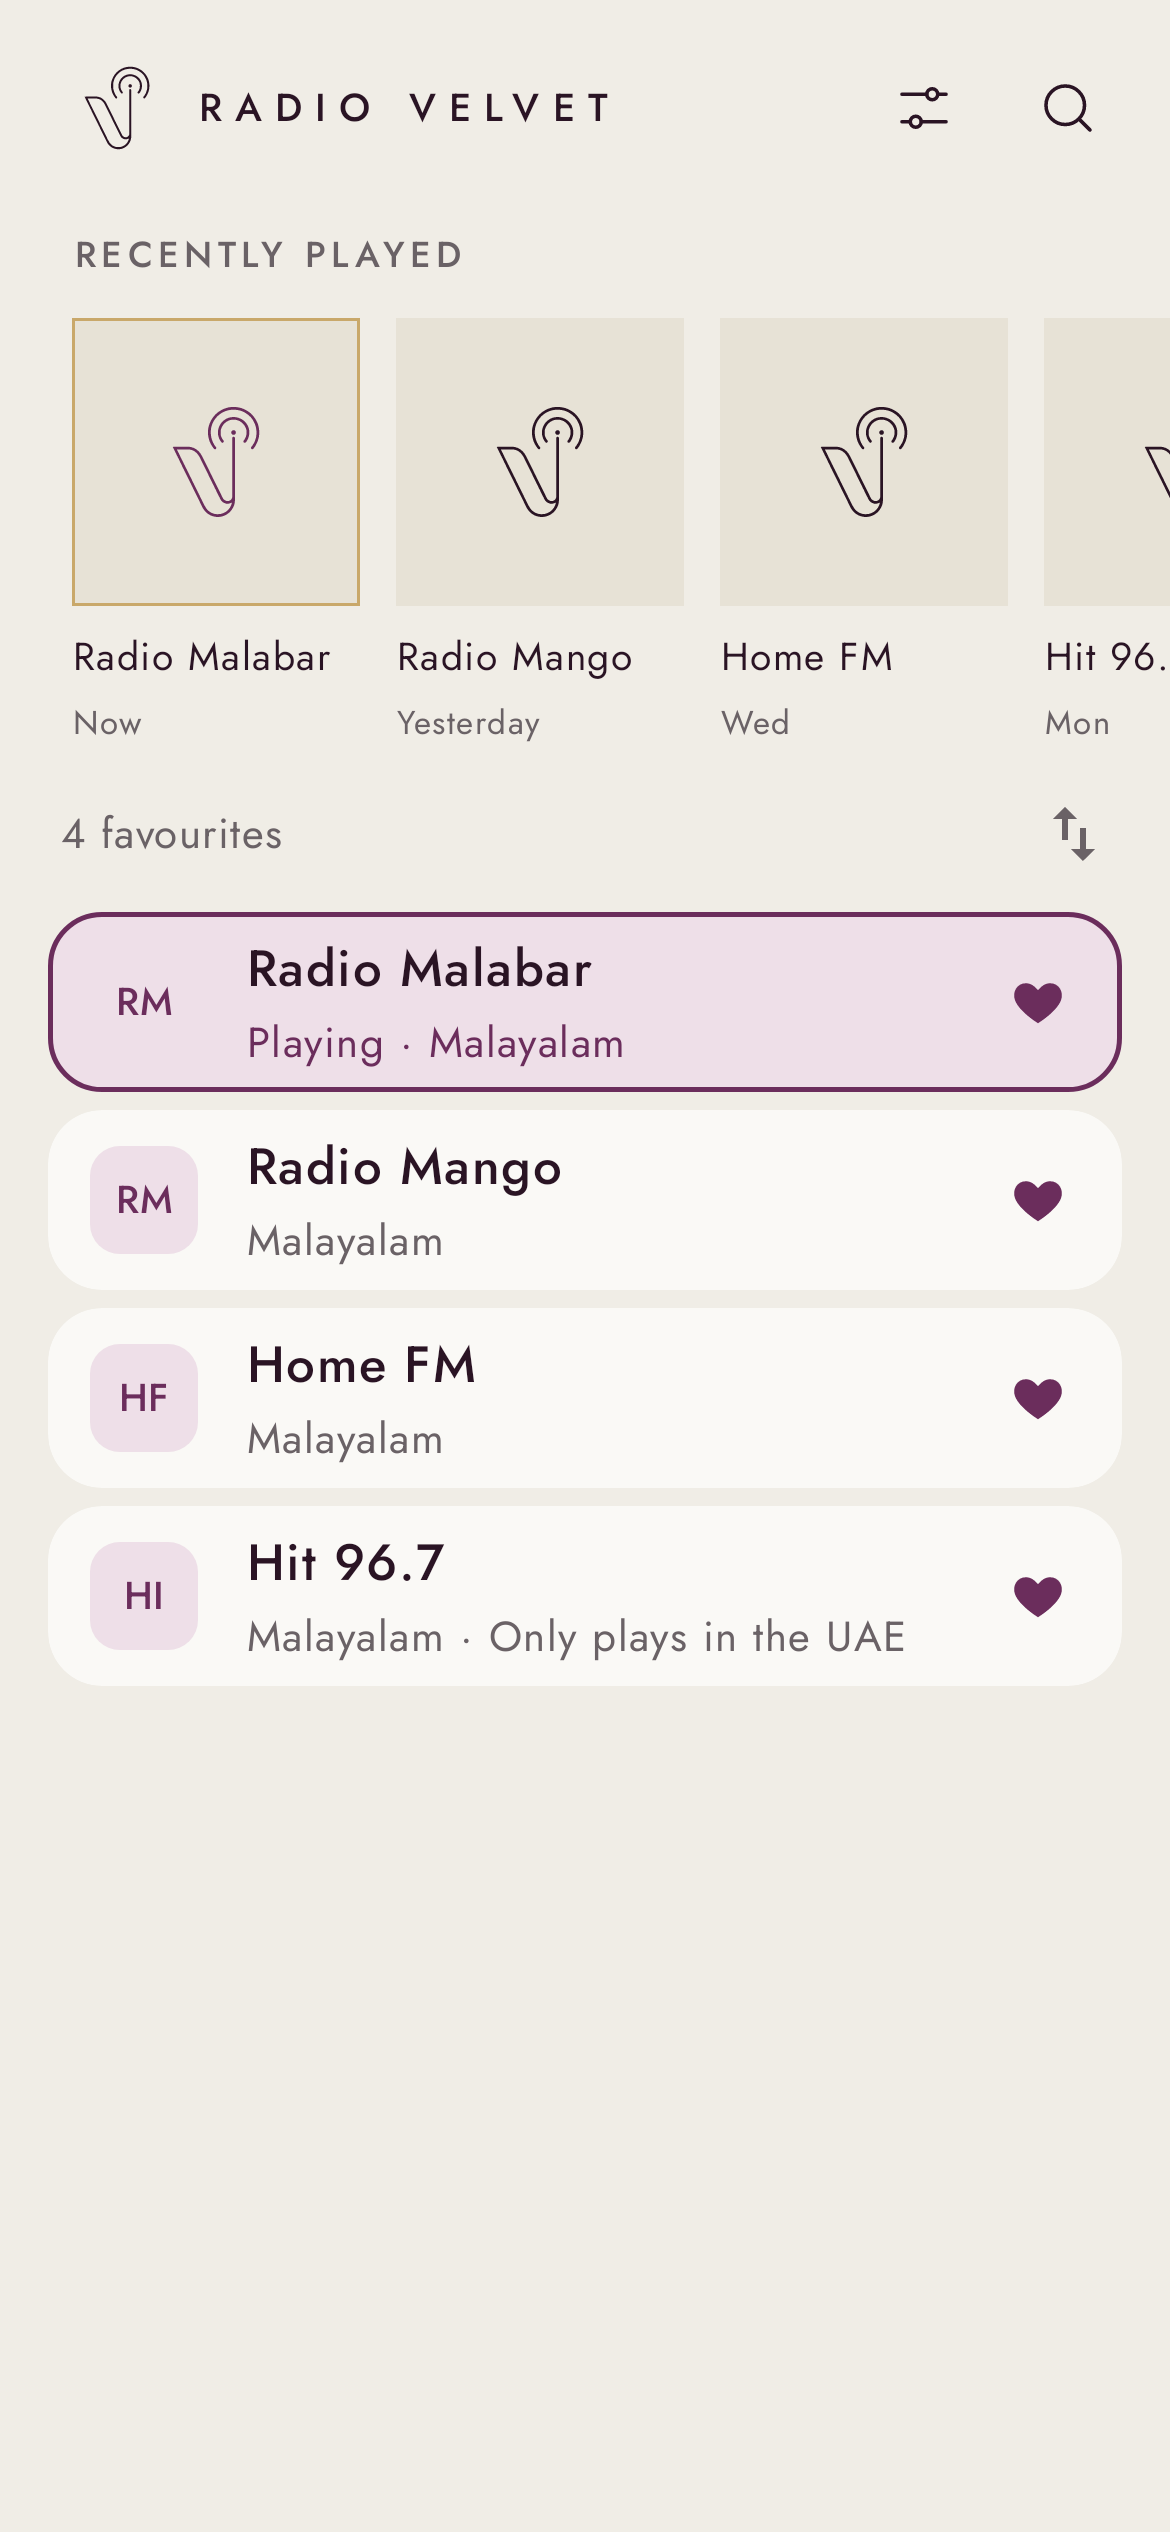 RADIO VELVET
RECENTLY PLAYED
Radio Malabar
Now
Radio Mango
Yesterday
Home FM
Wed
Hit 96.
Mon
4 favourites
RM
Radio Malabar
Playing · Malayalam
RM
Radio Mango
Malayalam
HF
Home FM
Malayalam
HI
Hit 96.7
Malayalam · Only plays in the UAE